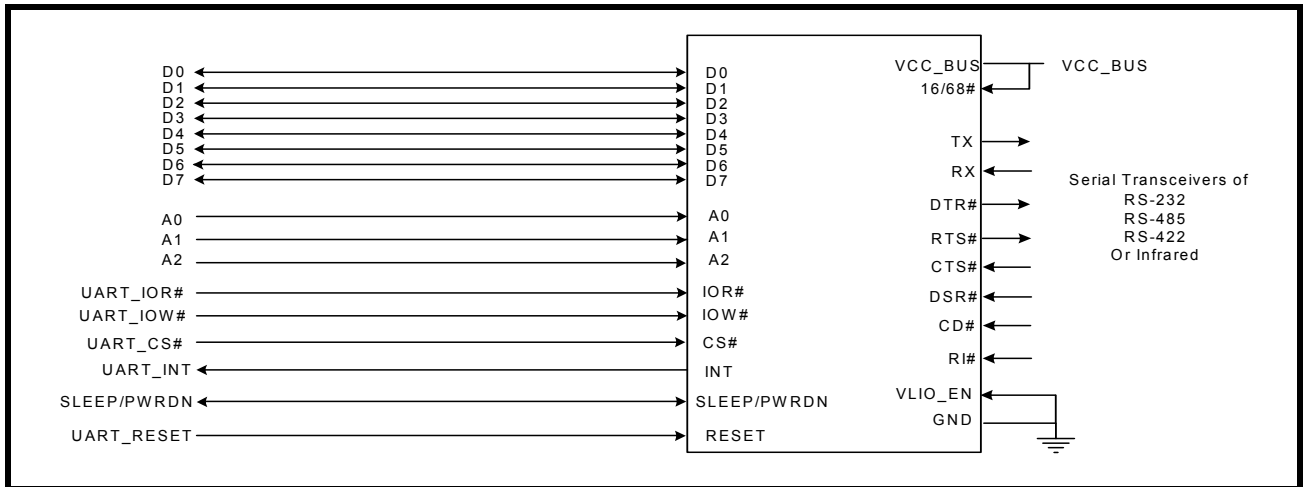 D0
D1
D2
D3
D4
D5
D6
D7
A0
A1
A2
UART_IOR#
UART_IOW#
UART_CS#
UART_INT
SLEEP/PWRDN
UART_RESET
D0
D1
D2
D3
D4
D5
D6
D7
A0
A1
A2
IOR#
IOW#
CS#
INT
SLEEP/PWRDN
RESET
VCC_BUS
16/68#
TX
RX
DTR#
RTS#
CTS#
DSR#
CD#
RI#
VLIO_EN
GND
VCC_BUS
Serial Transceivers of
RS-232
RS-485
RS-422
Or Infrared